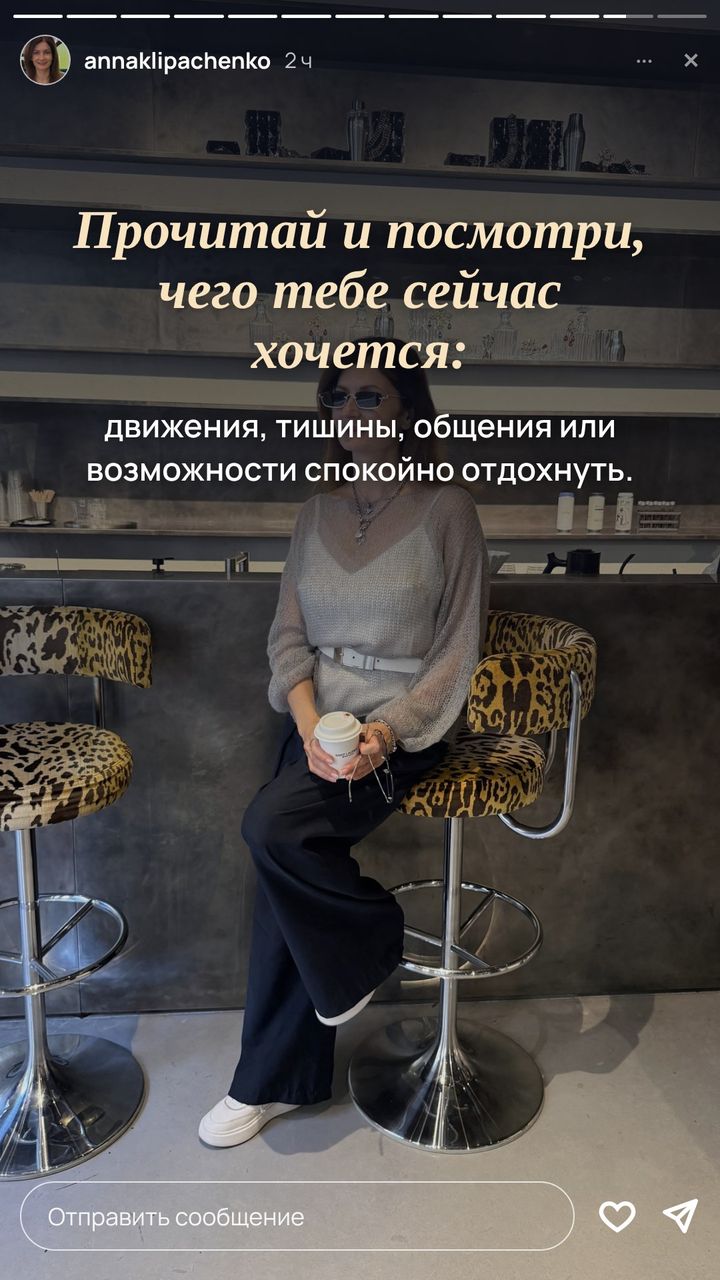 annaklipachenko 2 ч
Прочитай и посмотри,
чего тебе сейчас
хочется:
движения, тишины, общения или
возможности спокойно отдохнуть.
Отправить сообщение